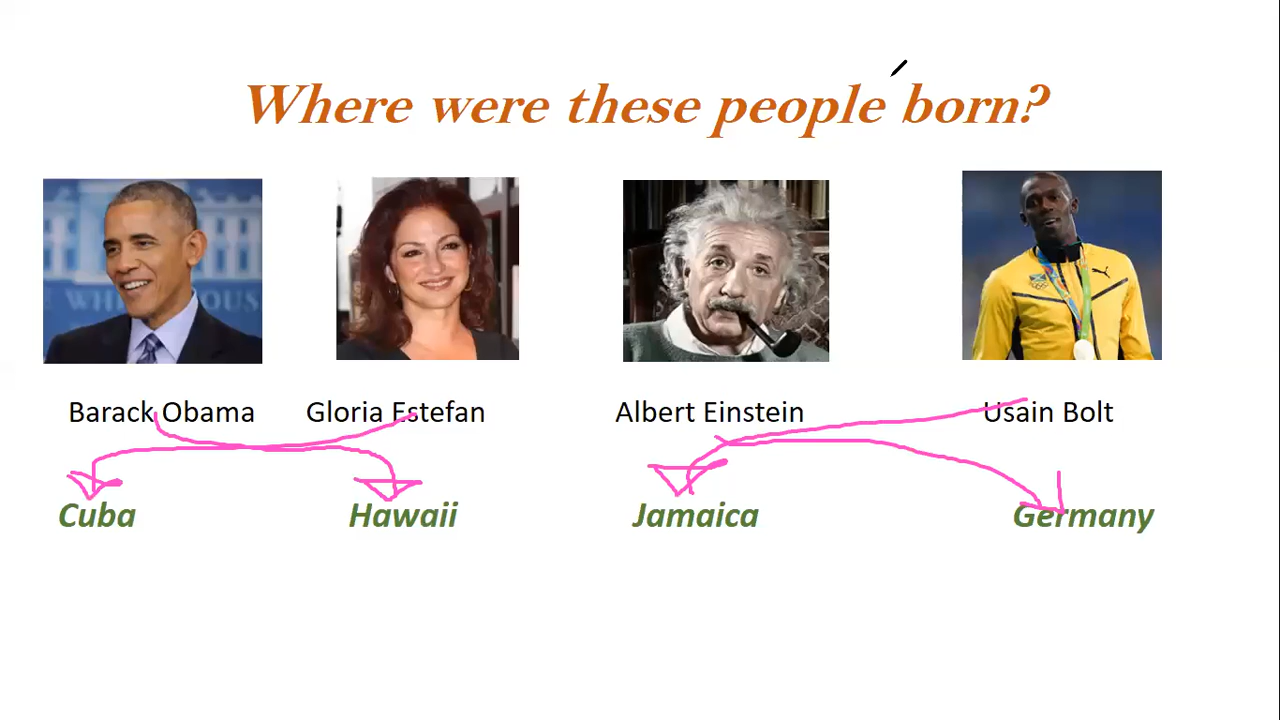 Where were these people born?
Barack Obama Gloria Estefan Albert Einstein Usain Bolt
Cuba Hawaii Jamaica Germany